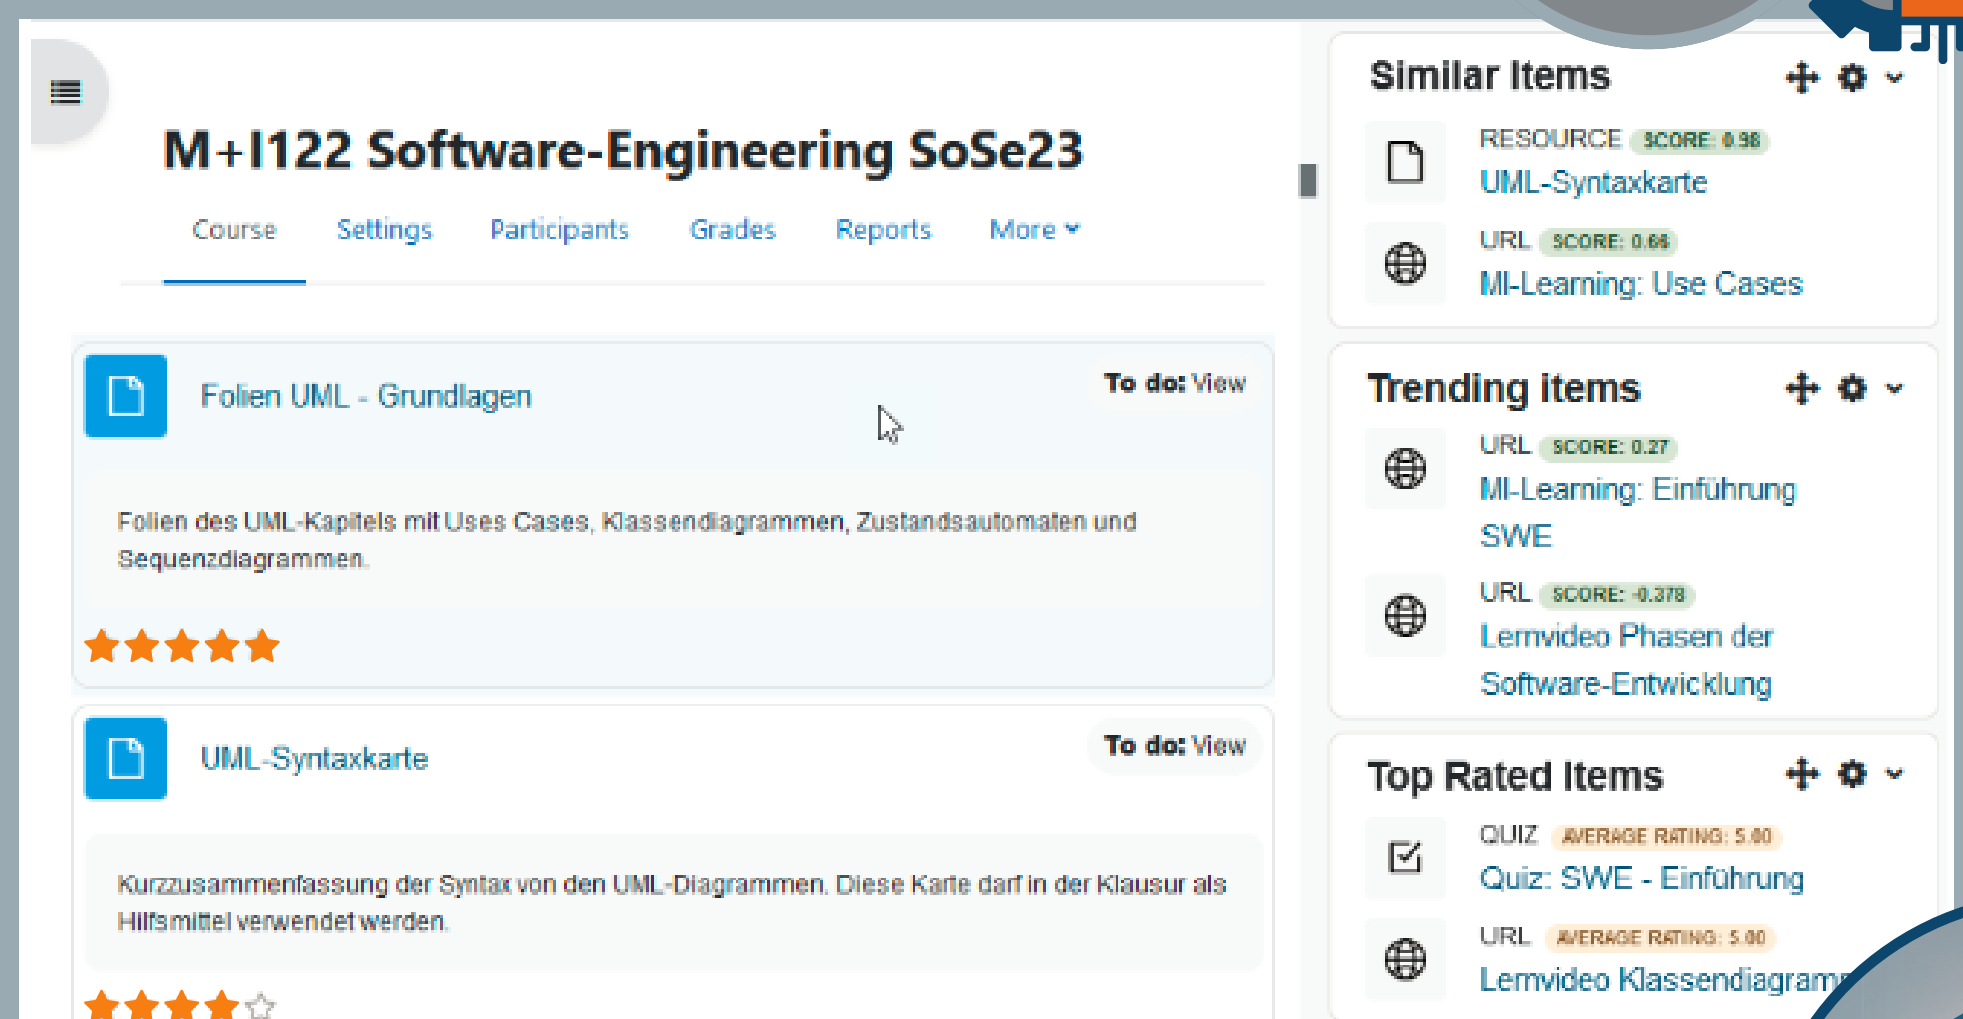 M+I122 Software-Engineering SoSe23
Course Settings Participants Grades Reports More
Folien UML - Grundlagen
To do: View
Folien des UML-Kapitels mit Uses Cases, Klassendiagrammen, Zustandsautomaten und
Sequenzdiagrammen.
UML-Syntaxkarte
To do: View
Kurzzusammenfassung der Syntax von den UML-Diagrammen. Diese Karte darf in der Klausur als
Hilfsmittel verwendet werden.
Similar Items
RESOURCE SCORE: 0.98
UML-Syntaxkarte
URL SCORE: 0.66
MI-Learning: Use Cases
Trending items
URL SCORE: 0.27
MI-Learning: Einführung
SWE
URL SCORE: -0.378
Lernvideo Phasen der
Software-Entwicklung
Top Rated Items
QUIZ AVERAGE RATING: 5.00
Quiz: SWE - Einführung
URL AVERAGE RATING: 5.00
Lernvideo